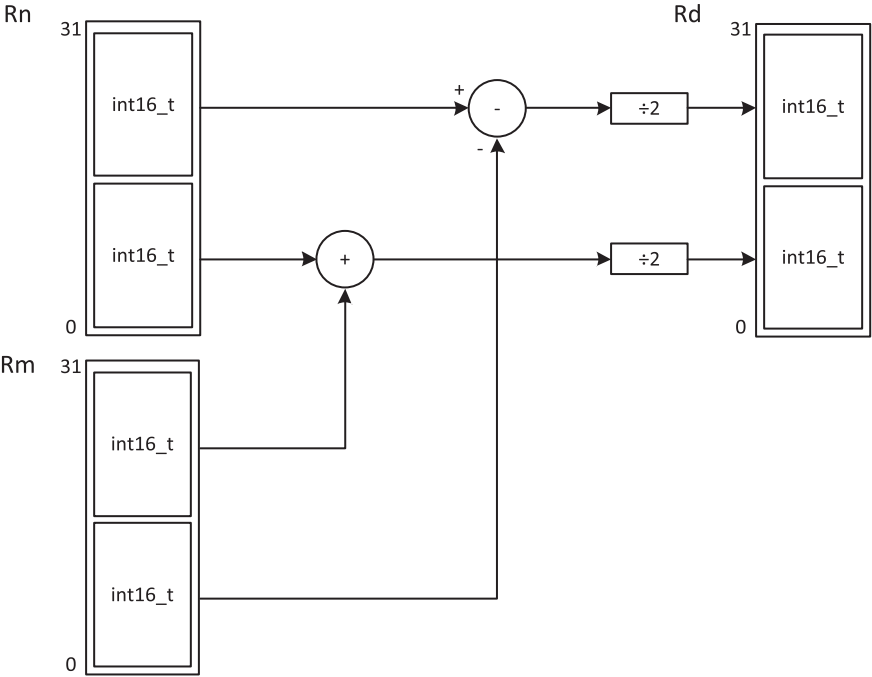 Rn
31
int16_t
int16_t
0
Rm
31
int16_t
int16_t
0
+
-
-
+
÷2
÷2
Rd
31
int16_t
int16_t
0